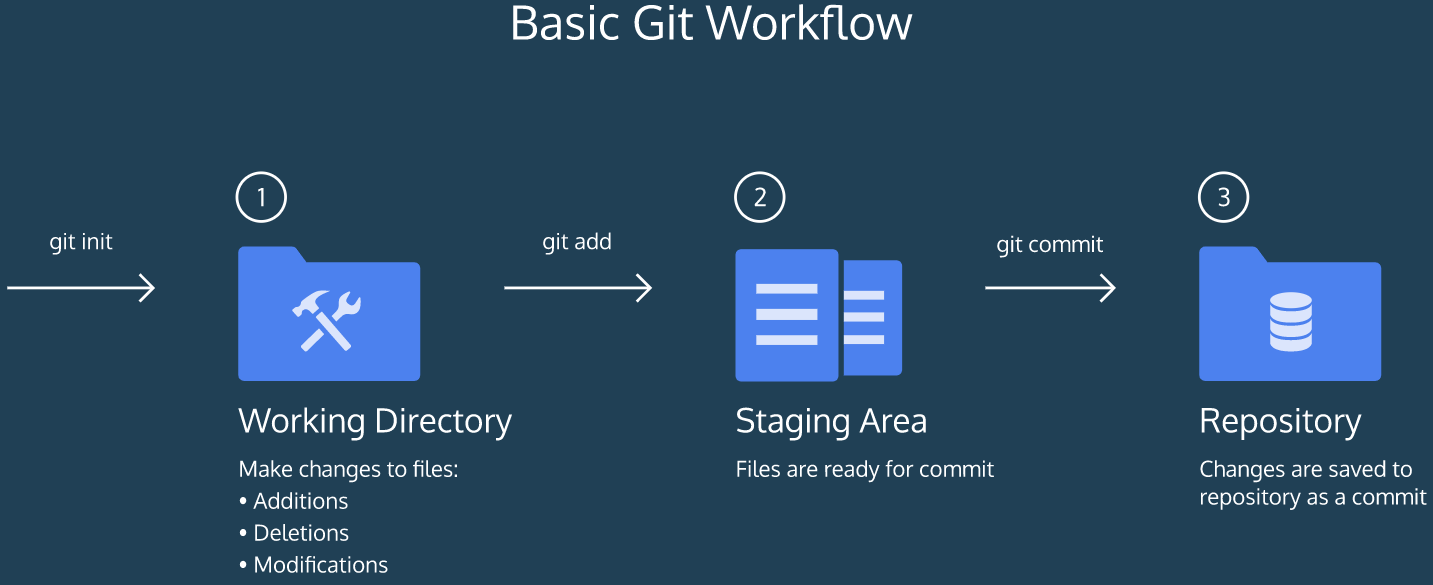 Basic Git Workflow
git init
1
Working Directory
Make changes to files:
• Additions
• Deletions
• Modifications
git add
2
Staging Area
Files are ready for commit
git commit
3
Repository
Changes are saved to
repository as a commit